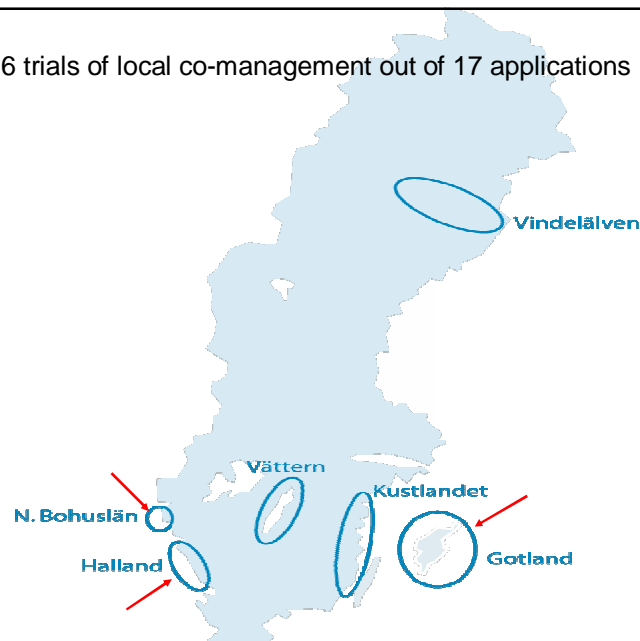 6 trials of local co-management out of 17 applications
Vindelälven
Vättern
Kustlandet
N. Bohuslän
Gotland
Halland